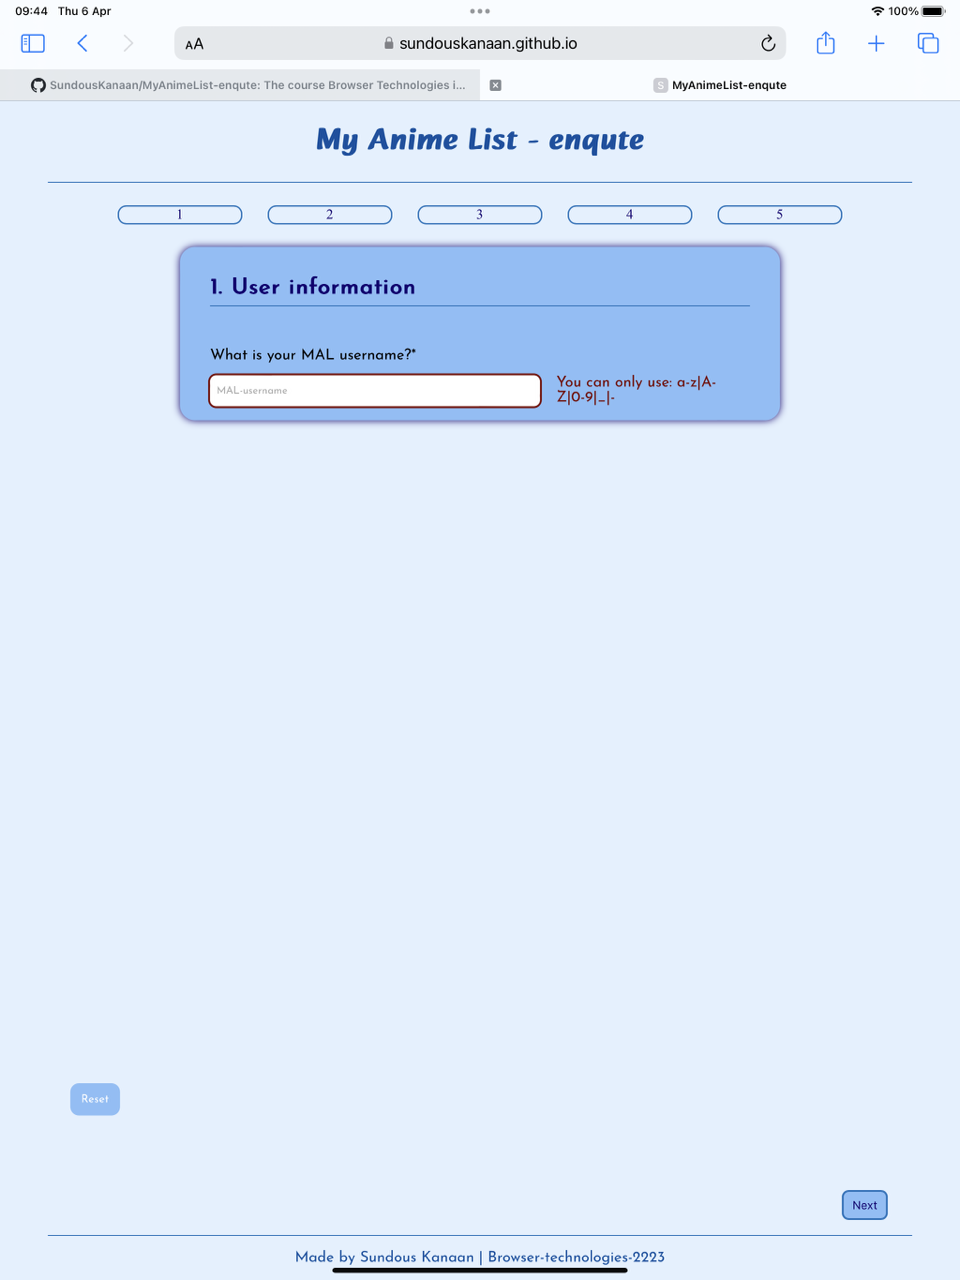 09:44 Thu 6 Apr
100%
AA
sundouskanaan.github.io
SundousKanaan/MyAnimeList-enqute: The course Browser Technologies i...
S MyAnimeList-enqute
My Anime List - enqute
1 2 3 4 5
1. User information
What is your MAL username?*
MAL-username
You can only use: a-z|A-
Z|0-9|_|-
Reset
Next
Made by Sundous Kanaan | Browser-technologies-2223